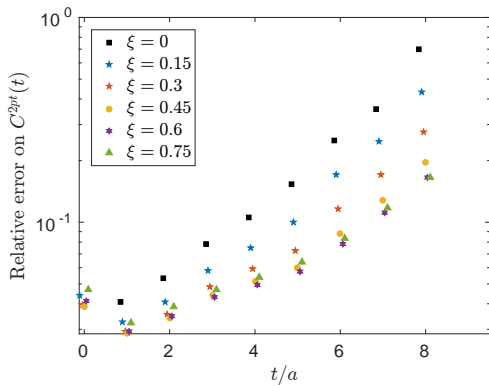 10^0
ξ = 0
ξ = 0.15
ξ = 0.3
ξ = 0.45
ξ = 0.6
ξ = 0.75
10^{-1}
Relative error on C^{2pt}(t)
0 2 4 6 8
t/a